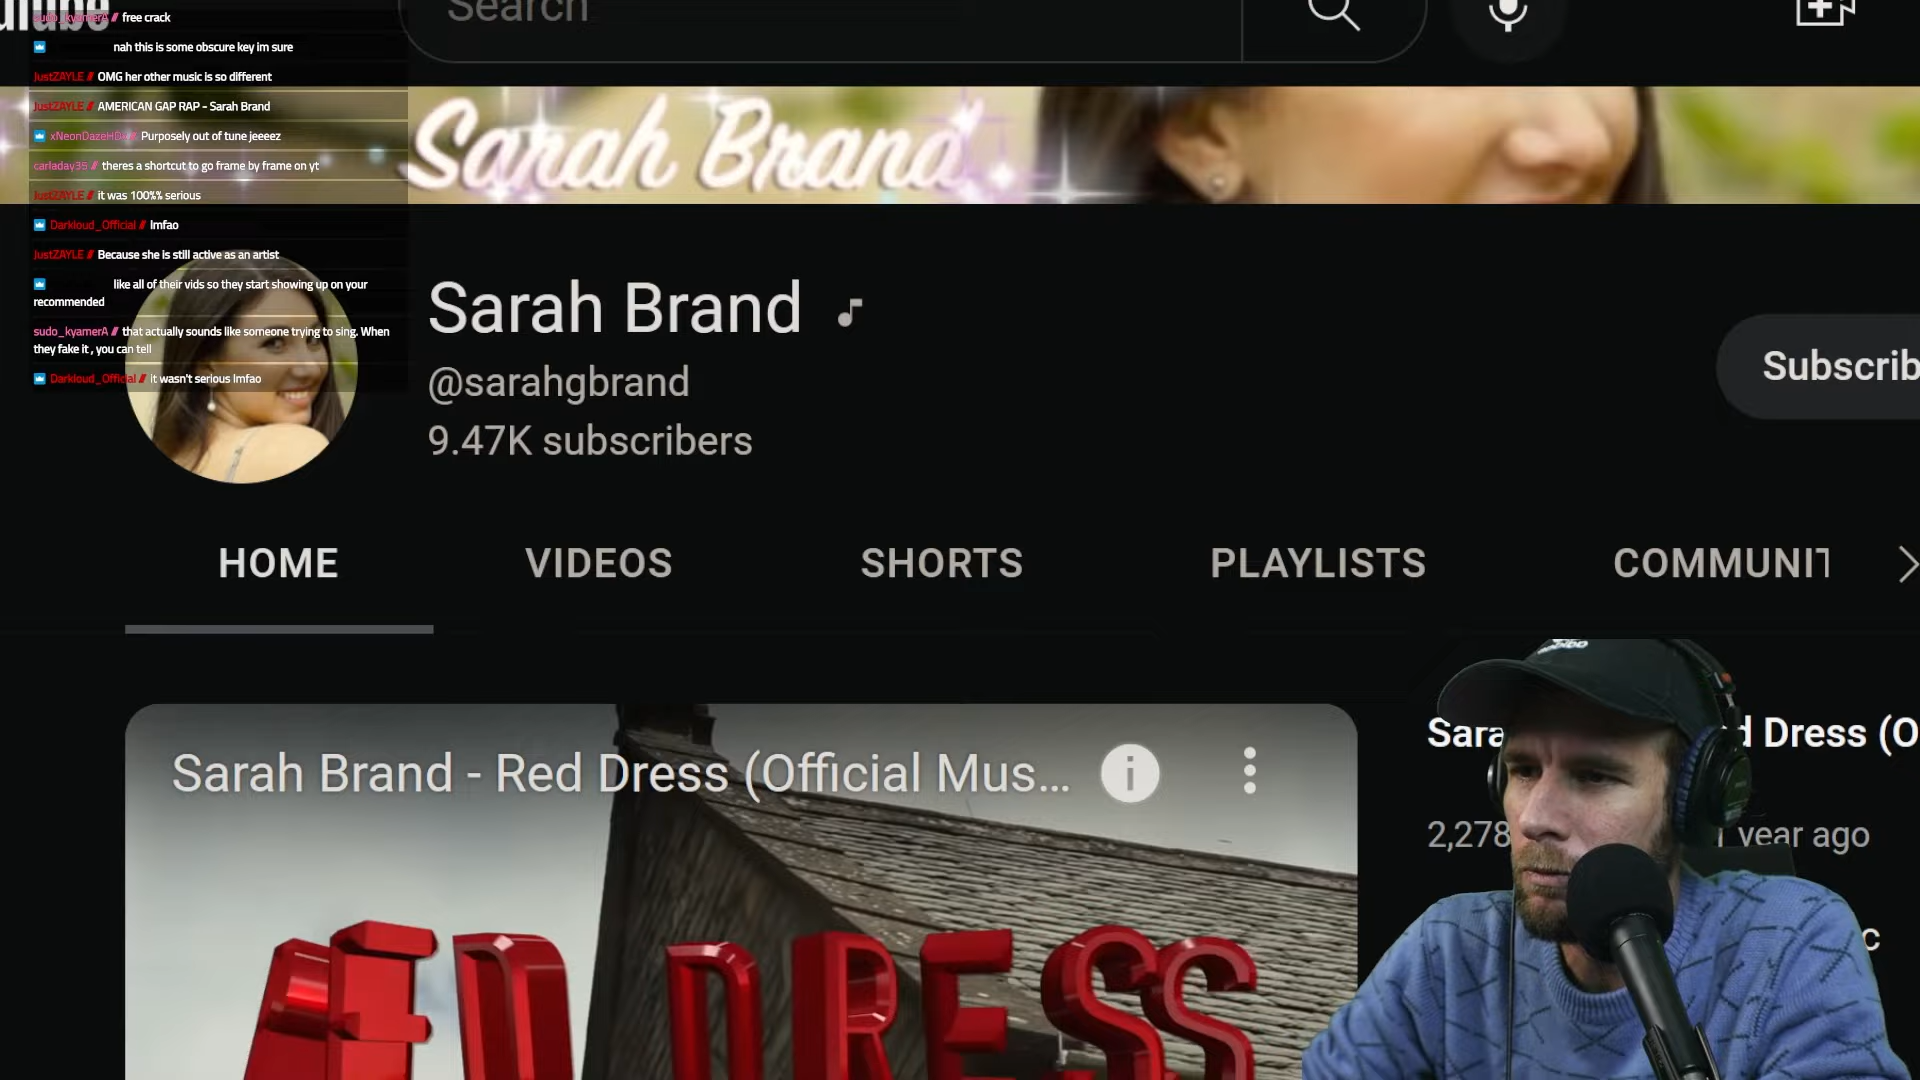 Search
sudo_kyamerA // free crack
nah this is some obscure key im sure
JustZAYLE // OMG her other music is so different
JustZAYLE // AMERICAN GAP RAP - Sarah Brand
Purposely out of tune jeeeez
carladay35 // theres a shortcut to go frame by frame on yt
JustZAYLE // it was 100%% serious
Darkloud_Official // lmfao
JustZAYLE // Because she is still active as an artist
like all of their vids so they start showing up on your
recommended
sudo_kyamerA // that actually sounds like someone trying to sing. When
they fake it , you can tell
Darkloud_Official // it wasn't serious lmfao
Sarah Brand
Sarah Brand
@sarahgbrand
9.47K subscribers
Subscrib
HOME VIDEOS SHORTS PLAYLISTS COMMUNIT
Sarah Brand - Red Dress (Official Mus...
Sara d Dress (O
2,278 year ago
ED DRESS